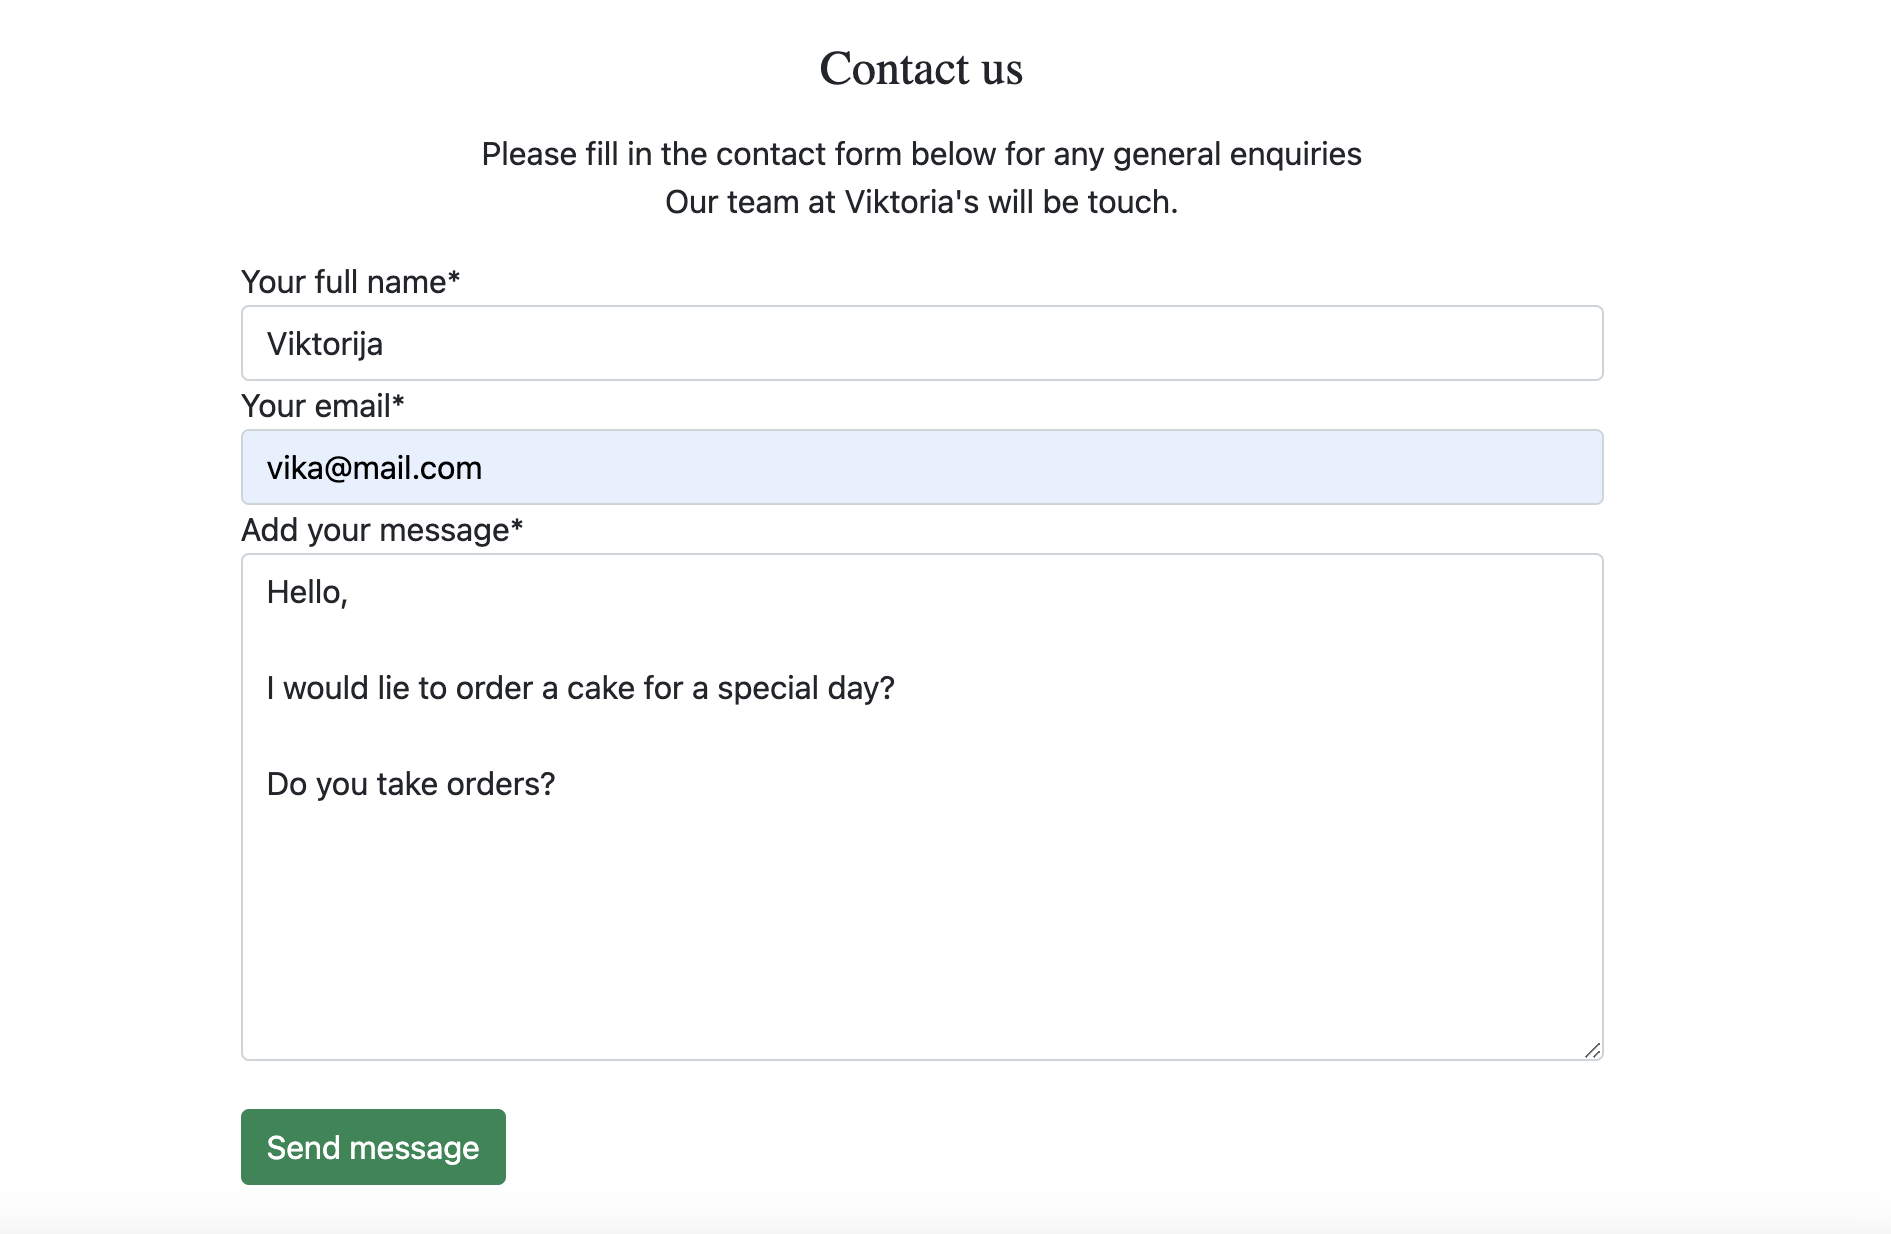 Contact us
Please fill in the contact form below for any general enquiries
Our team at Viktoria's will be touch.
Your full name*
Viktorija
Your email*
vika@mail.com
Add your message*
Hello,
I would lie to order a cake for a special day?
Do you take orders?
Send message